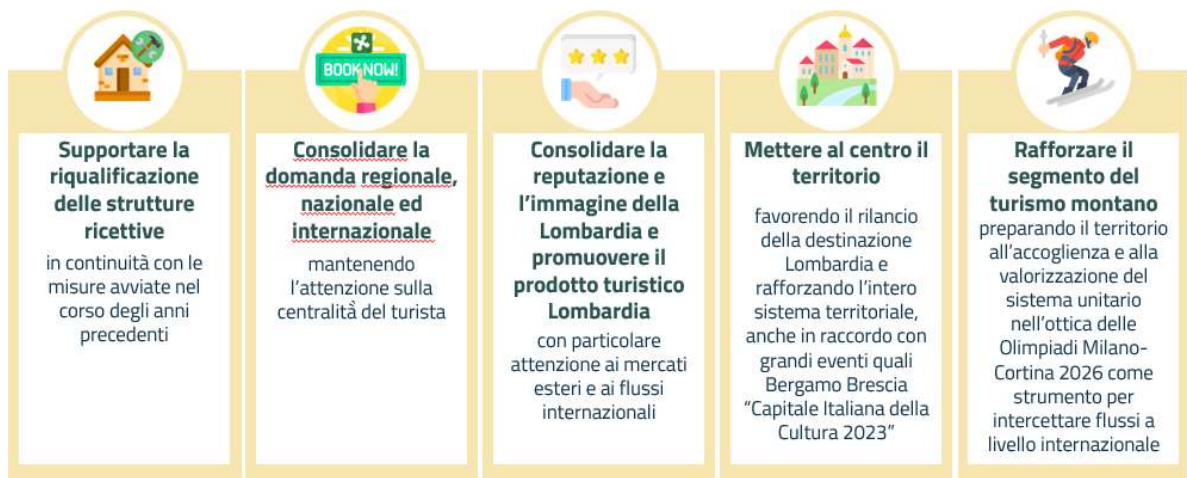 Supportare la
riqualificazione
delle strutture
ricettive
in continuità con le
misure avviate nel
corso degli anni
precedenti
BOOK NOW!
Consolidare la
domanda regionale,
nazionale ed
internazionale
mantenendo
l’attenzione sulla
centralità del turista
Consolidare la
reputazione e
l’immagine della
Lombardia e
promuovere il
prodotto turistico
Lombardia
con particolare
attenzione ai mercati
esteri e ai flussi
internazionali
Mettere al centro il
territorio
favorendo il rilancio
della destinazione
Lombardia e
rafforzando l’intero
sistema territoriale,
anche in raccordo con
grandi eventi quali
Bergamo Brescia
“Capitale Italiana della
Cultura 2023”
Rafforzare il
segmento del
turismo montano
preparando il territorio
all’accoglienza e alla
valorizzazione del
sistema unitario
nell’ottica delle
Olimpiadi Milano-
Cortina 2026 come
strumento per
intercettare flussi a
livello internazionale